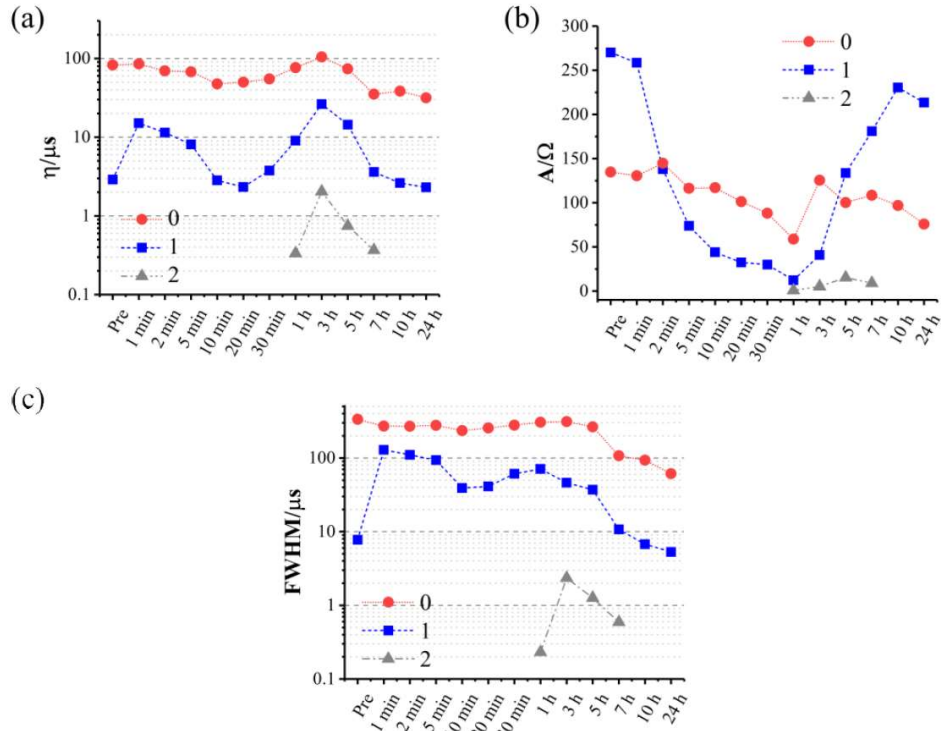 (a)
η/μs
100
10
1
0.1
0
1
2
Pre
1 min
2 min
5 min
10 min
20 min
30 min
1 h
3 h
5 h
7 h
10 h
24 h
(b)
A/Ω
300
250
200
150
100
50
0
0
1
2
Pre
1 min
2 min
5 min
10 min
20 min
30 min
1 h
3 h
5 h
7 h
10 h
24 h
(c)
FWHM/μs
100
10
1
0.1
0
1
2
Pre
1 min
2 min
5 min
1 h
3 h
5 h
7 h
10 h
24 h